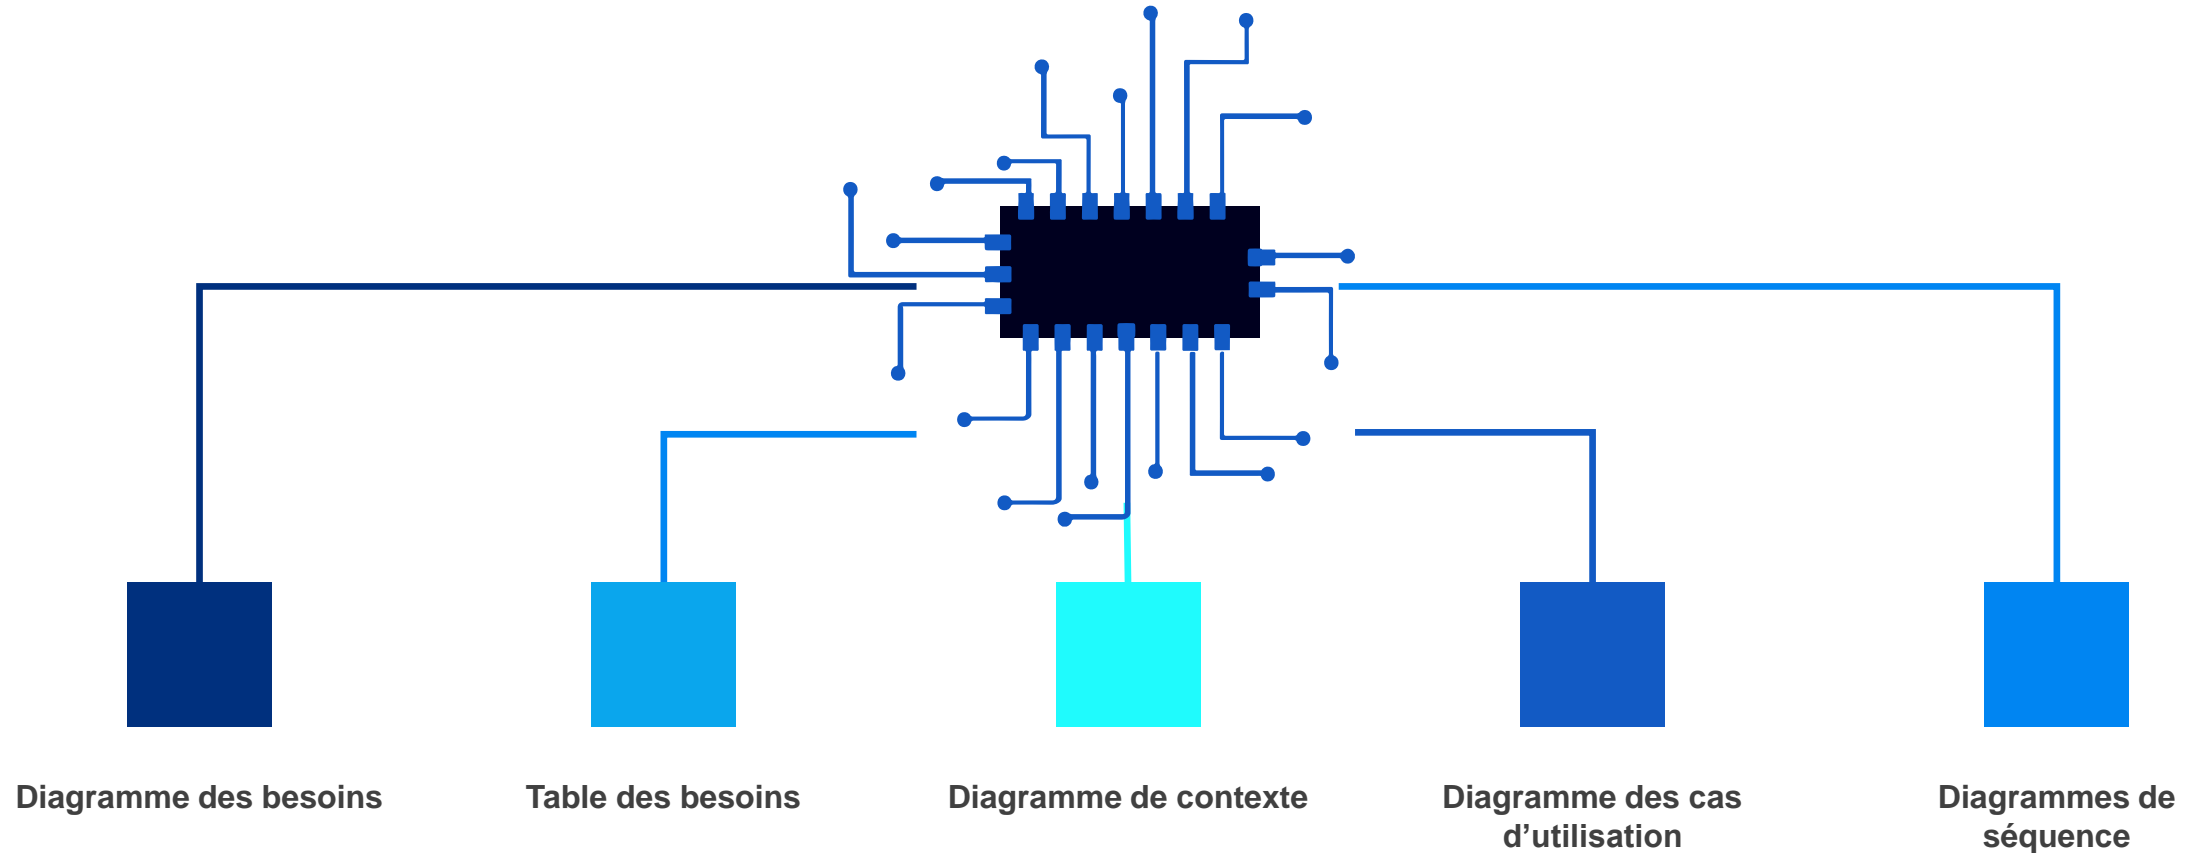 Diagramme des besoins
Table des besoins
Diagramme de contexte
Diagramme des cas
d’utilisation
Diagrammes de
séquence